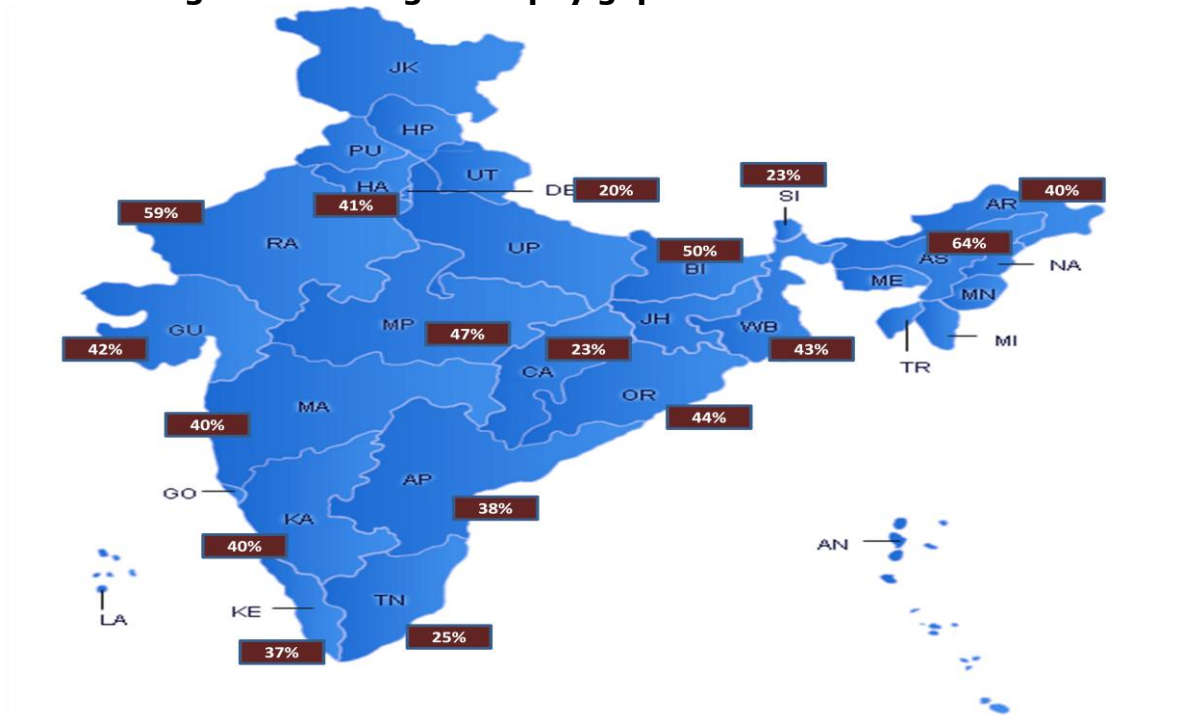 JK
HP
PU
UT
HA
DE
20%
23%
SI
40%
AR
41%
59%
RA
UP
50%
BI
64%
AS
NA
ME
MN
GU
MP
47%
JH
WB
MI
42%
23%
43%
TR
CA
MA
OR
44%
40%
AP
GO
38%
KA
40%
AN
TN
KE
LA
25%
37%